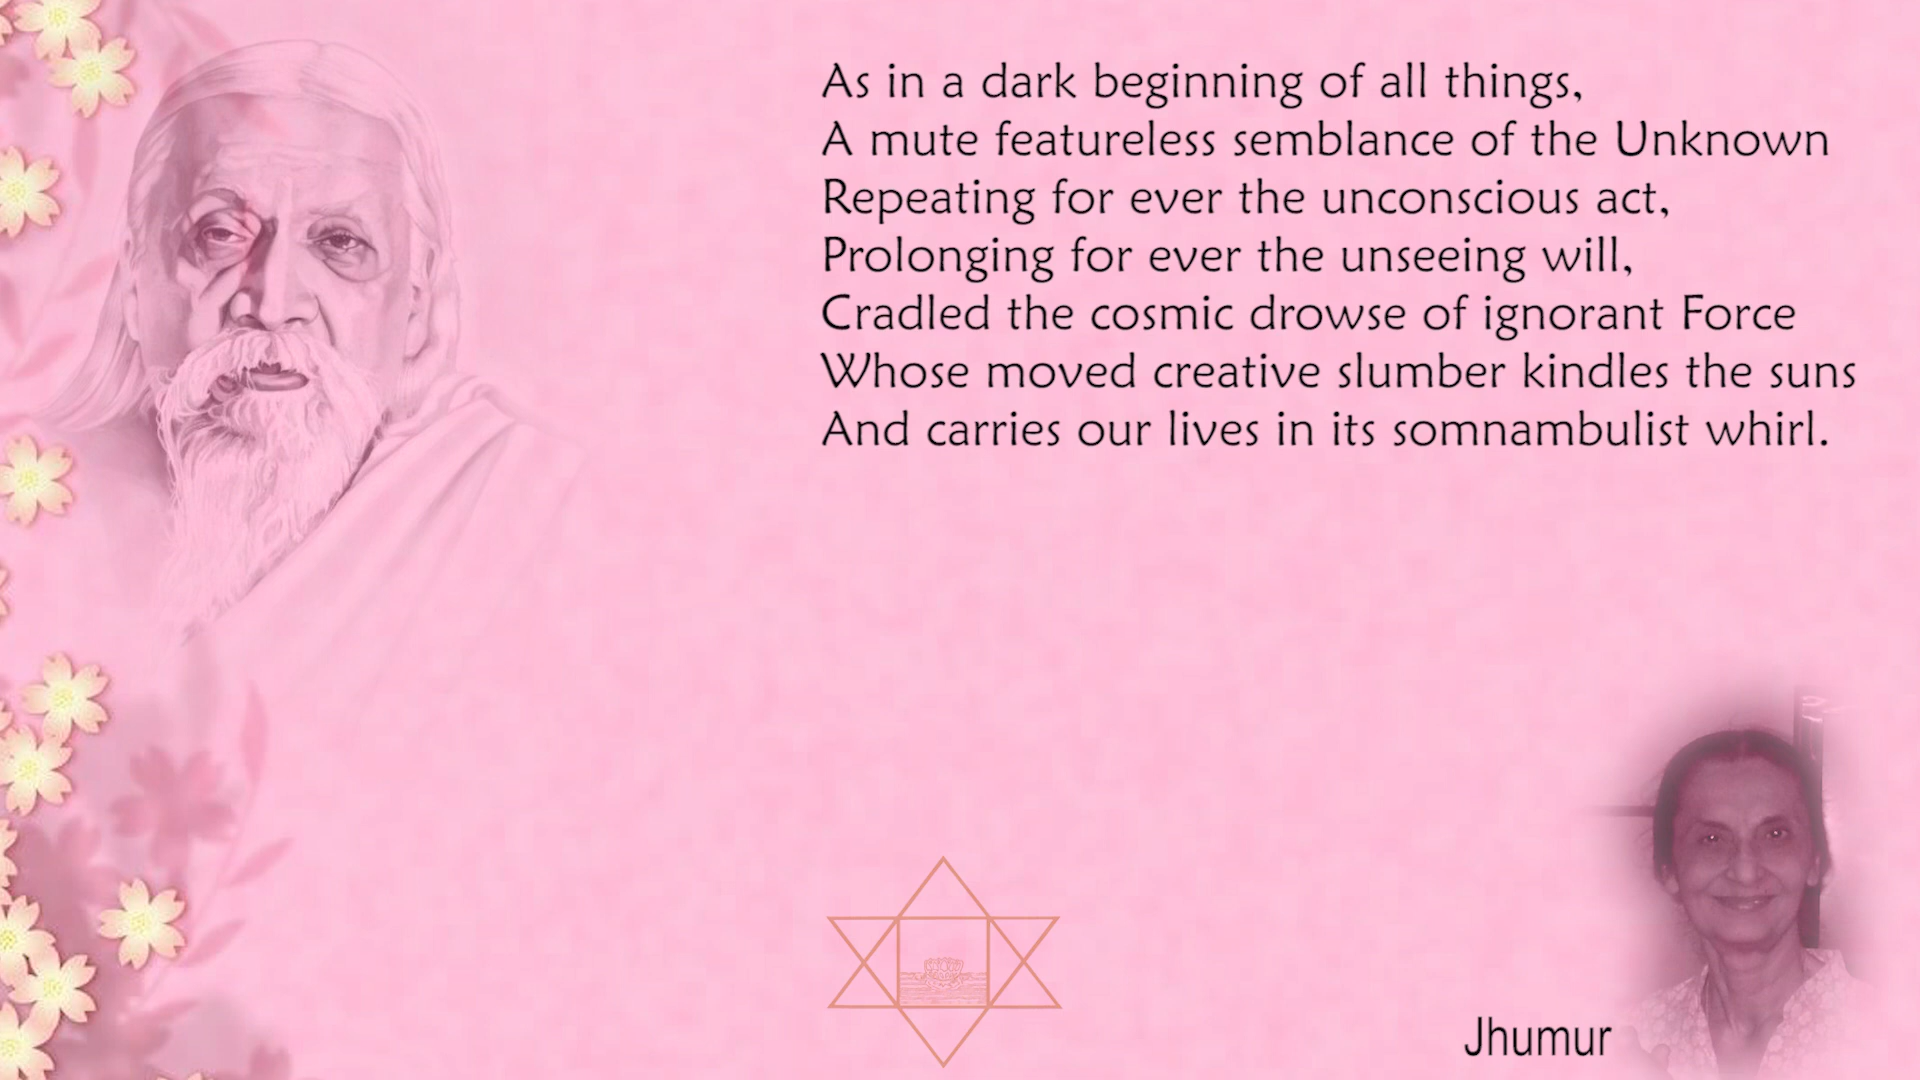 As in a dark beginning of all things,
A mute featureless semblance of the Unknown
Repeating for ever the unconscious act,
Prolonging for ever the unseeing will,
Cradled the cosmic drowse of ignorant Force
Whose moved creative slumber kindles the suns
And carries our lives in its somnambulist whirl.
Jhumur